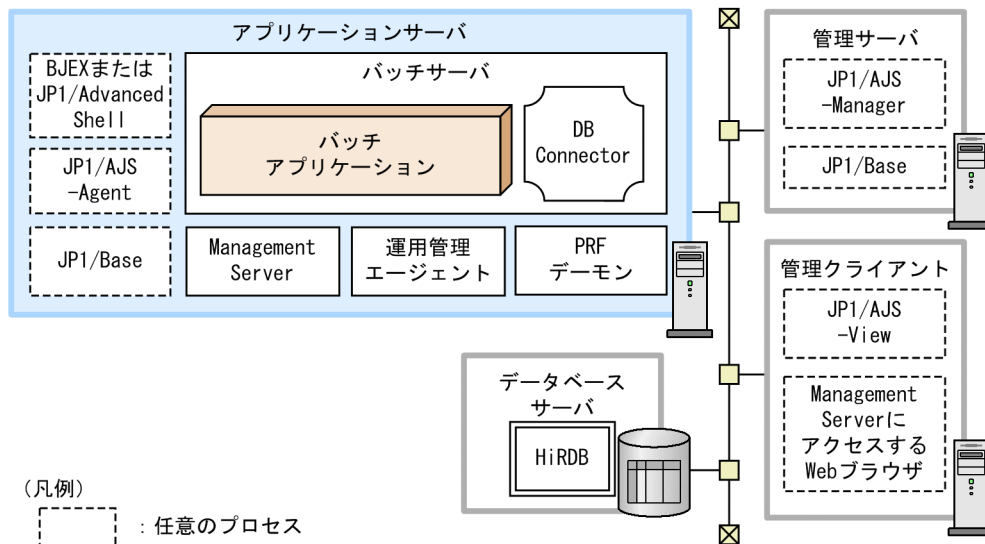 アプリケーションサーバ
BJEXまたは
JP1/Advanced
Shell
JP1/AJS
-Agent
JP1/Base
バッチサーバ
バッチ
アプリケーション
DB
Connector
Management
Server
運用管理
エージェント
PRF
デーモン
管理サーバ
JP1/AJS
-Manager
JP1/Base
管理クライアント
JP1/AJS
-View
Management
Serverに
アクセスする
Webブラウザ
データベース
サーバ
HiRDB
(凡例)
：任意のプロセス